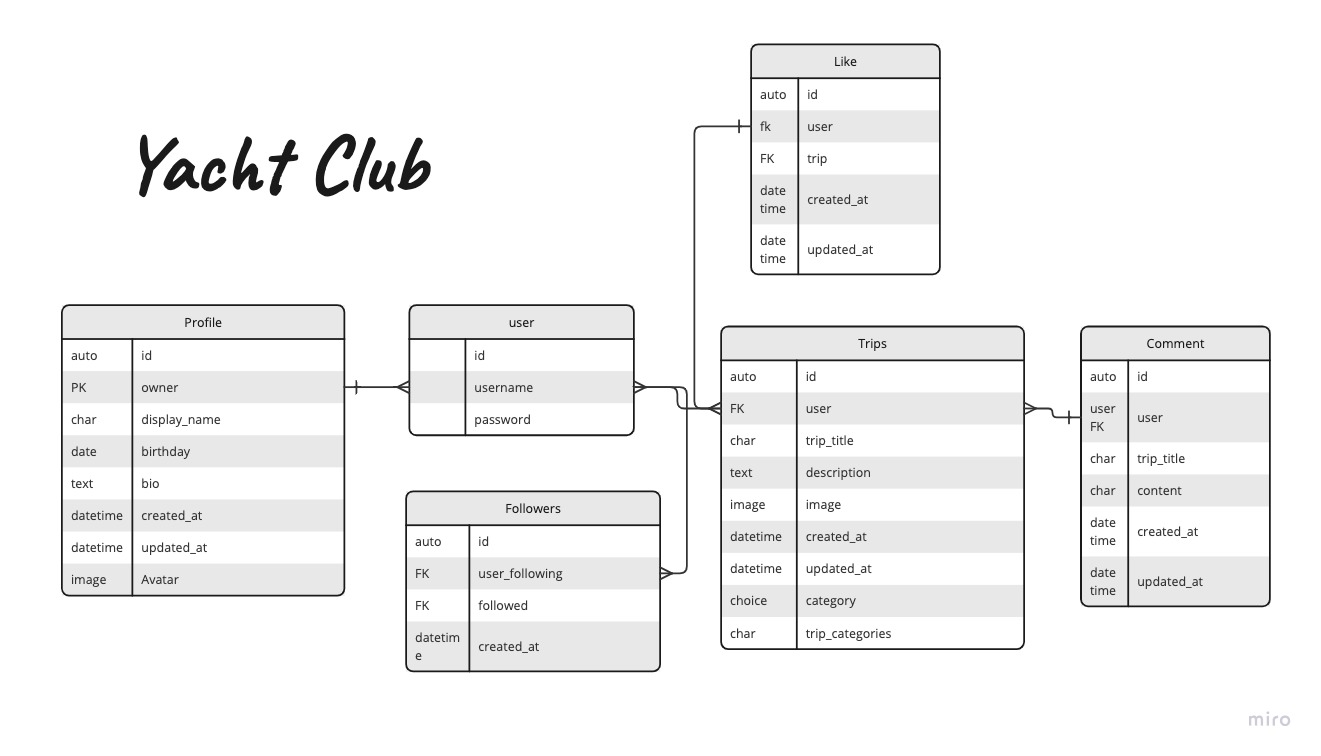 Yacht Club
Like
auto id
fk user
FK trip
date
time
created_at
date
time
updated_at
Profile
auto id
PK owner
char display_name
date birthday
text bio
datetime created_at
datetime updated_at
image Avatar
user
id
username
password
Followers
auto id
FK user_following
FK followed
datetim
e
created_at
Trips
auto id
FK user
char trip_title
text description
image image
datetime created_at
datetime updated_at
choice category
char trip_categories
Comment
auto id
user
FK
user
char trip_title
char content
date
time
created_at
date
time
updated_at
miro